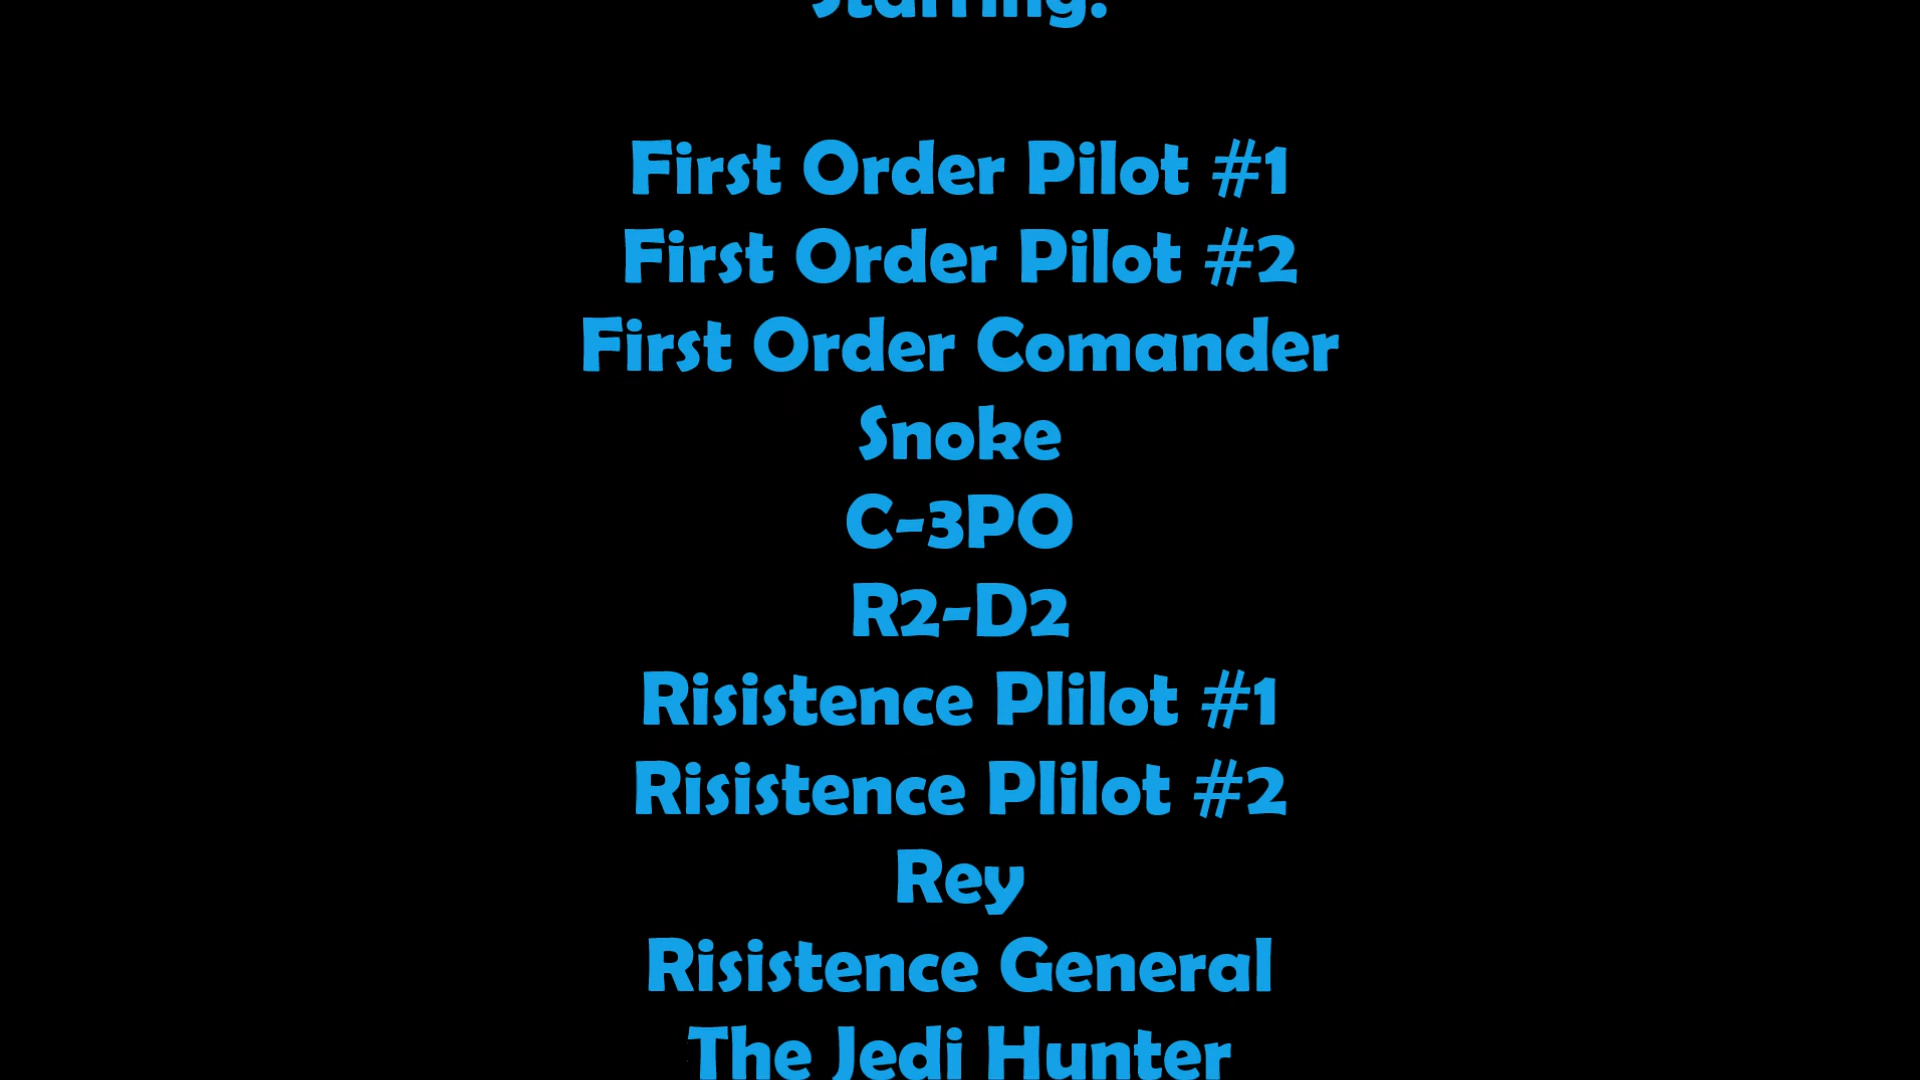 Starring:
First Order Pilot #1
First Order Pilot #2
First Order Comander
Snoke
C-3PO
R2-D2
Risistence Plilot #1
Risistence Plilot #2
Rey
Risistence General
The Jedi Hunter